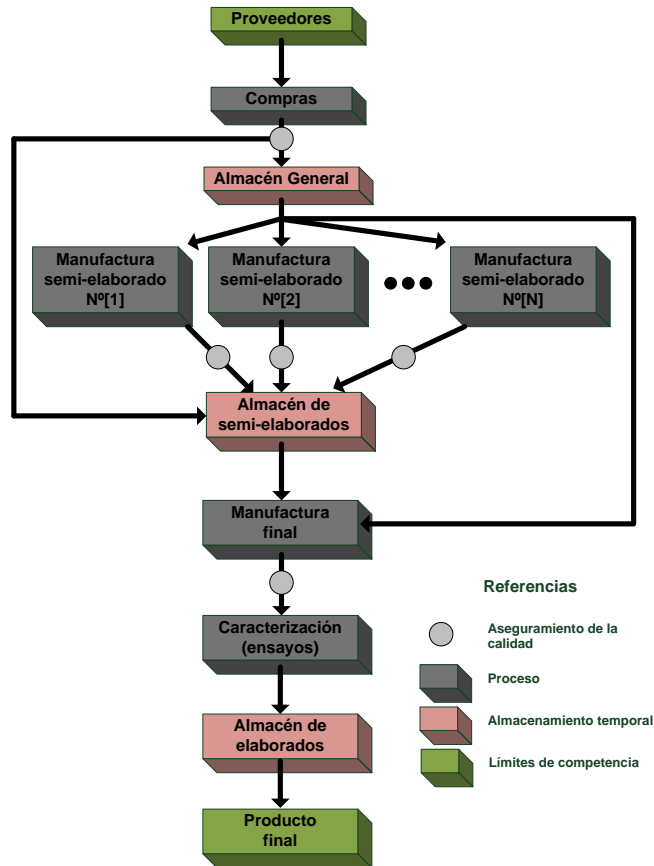 Proveedores
Compras
Almacén General
Manufactura
semi-elaborado
Nº[1]
Manufactura
semi-elaborado
Nº[2]
Manufactura
semi-elaborado
Nº[N]
Almacén de
semi-elaborados
Manufactura
final
Caracterización
(ensayos)
Almacén de
elaborados
Producto
final
Referencias
Aseguramiento de la
calidad
Proceso
Almacenamiento temporal
Límites de competencia